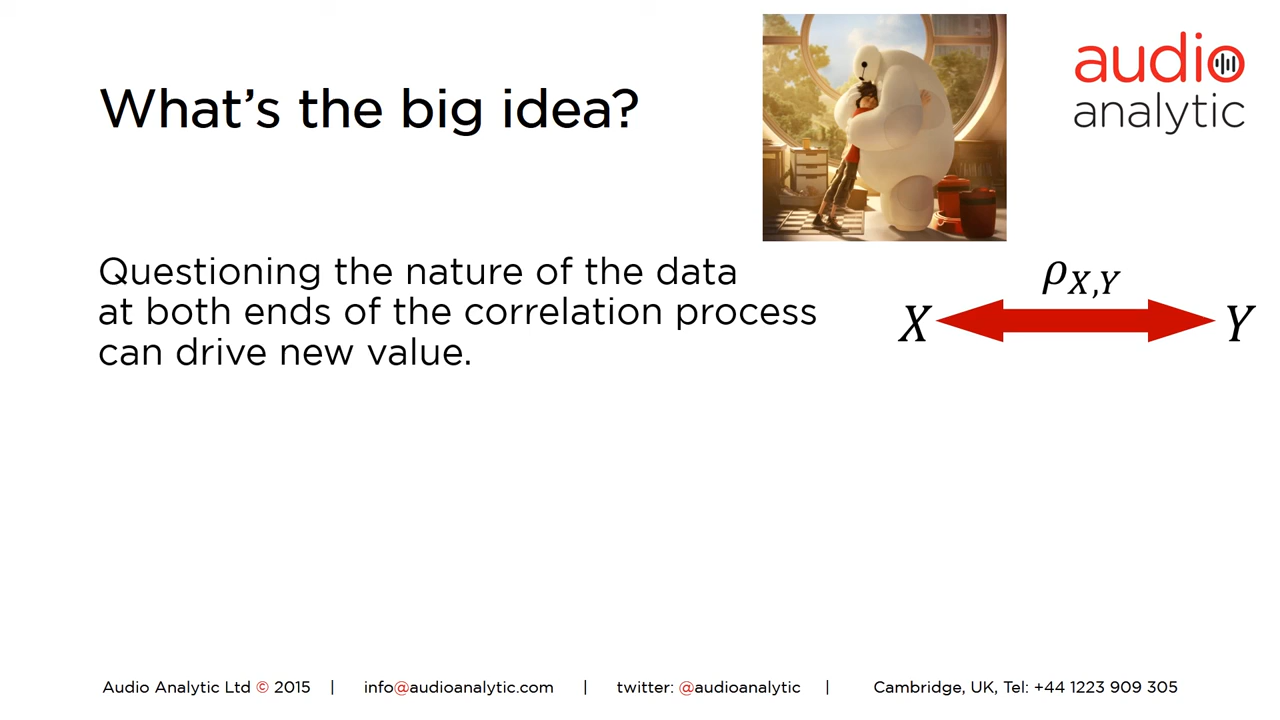 What's the big idea?
audio
analytic
Questioning the nature of the data
at both ends of the correlation process
can drive new value.
ρX,Y
X Y
Audio Analytic Ltd © 2015 | info@audioanalytic.com | twitter: @audioanalytic | Cambridge, UK, Tel: +44 1223 909 305